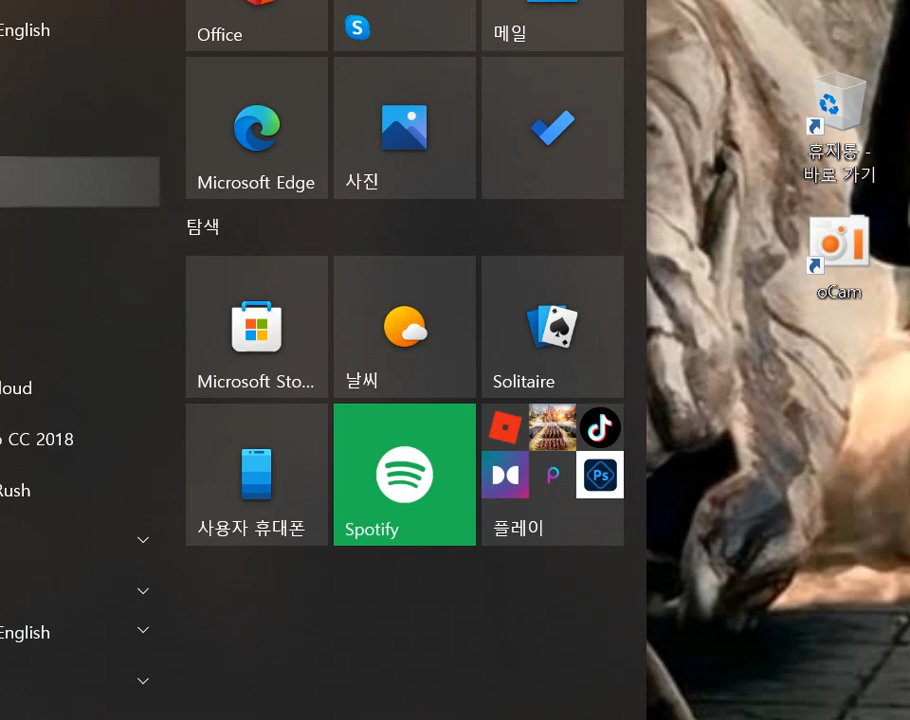 English
Office
메일
Microsoft Edge
사진
탐색
Microsoft Sto...
날씨
Solitaire
사용자 휴대폰
Spotify
플레이
Ps
loud
CC 2018
Rush
English
휴지통 -
바로 가기
oCam